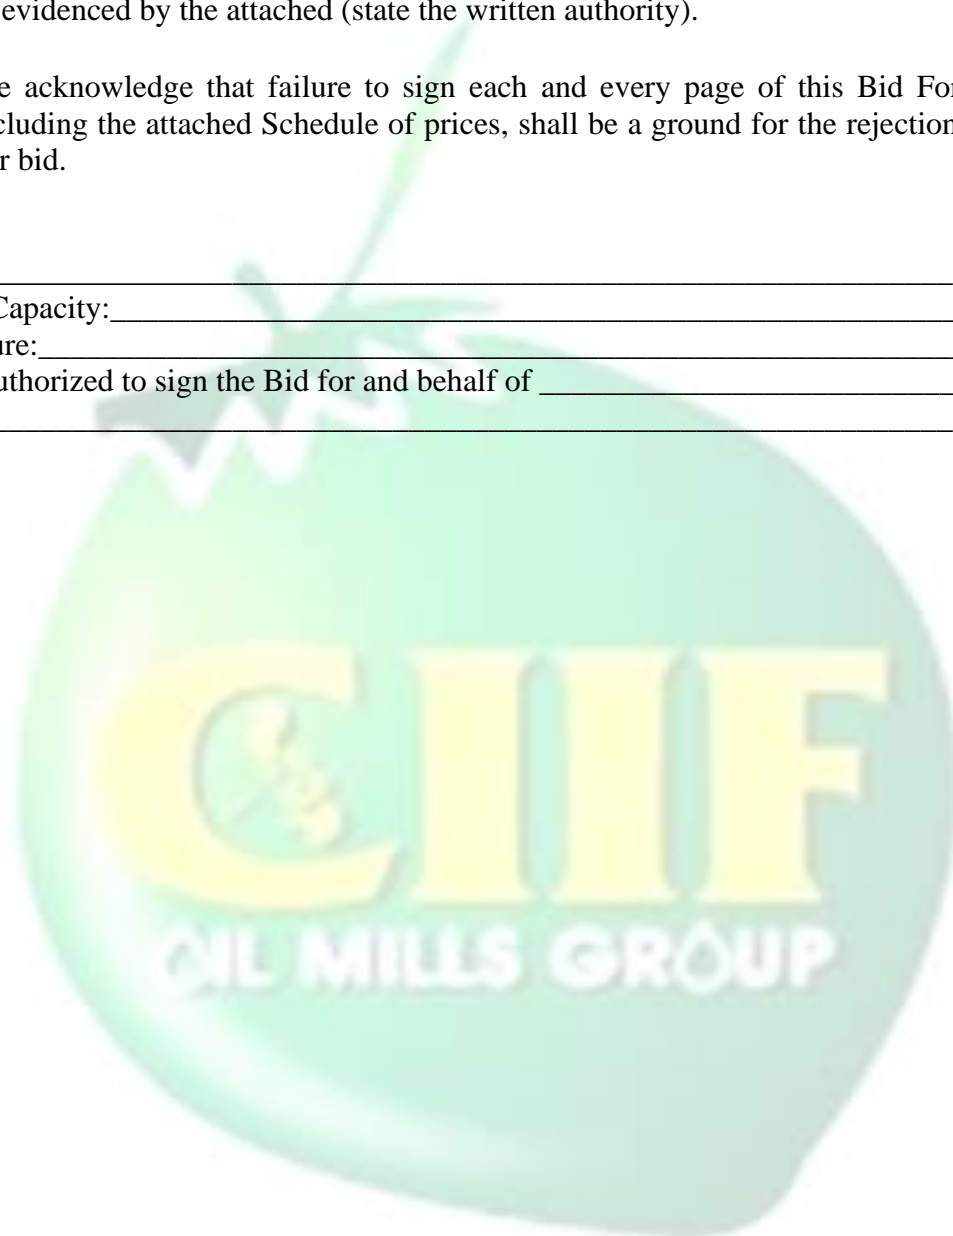 evidenced by the attached (state the written authority).
e acknowledge that failure to sign each and every page of this Bid For
cluding the attached Schedule of prices, shall be a ground for the rejection
r bid.
Capacity:
ure:
uthorized to sign the Bid for and behalf of
CIIF
OIL MILLS GROUP